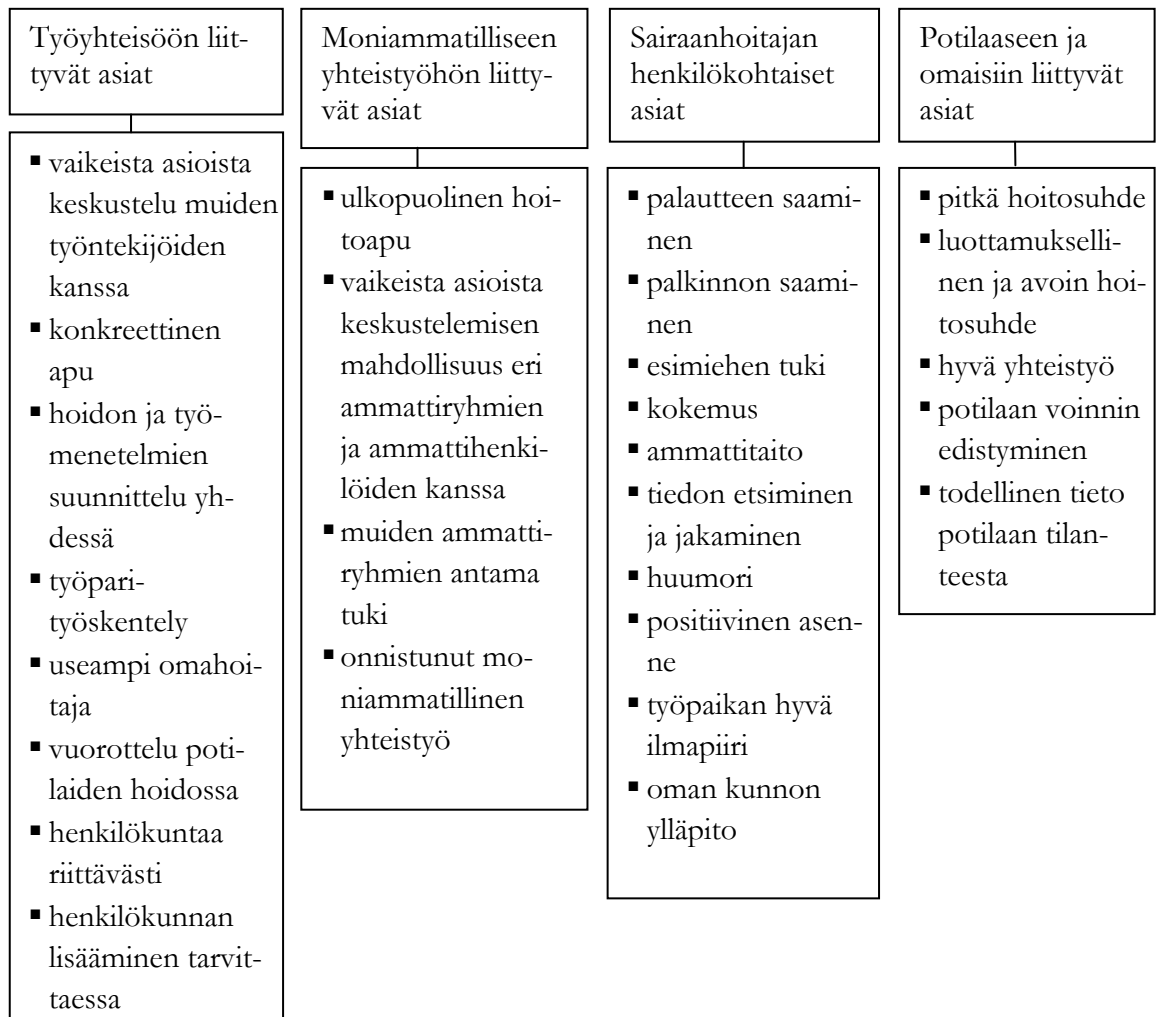 Työyhteisöön liit-
tyvät asiat
▪ vaikeista asioista
keskustelu muiden
työntekijöiden
kanssa
▪ konkreettinen
apu
▪ hoidon ja työ-
menetelmien
suunnittelu yh-
dessä
▪ työpari-
työskentely
▪ useampi omahoi-
taja
▪ vuorottelu poti-
laiden hoidossa
▪ henkilökuntaa
riittävästi
▪ henkilökunnan
lisääminen tarvit-
taessa
Moniammatilliseen
yhteistyöhön liitty-
vät asiat
▪ ulkopuolinen hoi-
toapu
▪ vaikeista asioista
keskustelemisen
mahdollisuus eri
ammattiryhmien
ja ammattihenki-
löiden kanssa
▪ muiden ammatti-
ryhmien antama
tuki
▪ onnistunut mo-
niammatillinen
yhteistyö
Sairaanhoitajan
henkilökohtaiset
asiat
▪ palautteen saami-
nen
▪ palkinnon saami-
nen
▪ esimiehen tuki
▪ kokemus
▪ ammattitaito
▪ tiedon etsiminen
ja jakaminen
▪ huumori
▪ positiivinen asen-
ne
▪ työpaikan hyvä
ilmapiiri
▪ oman kunnon
ylläpito
Potilaaseen ja
omaisiin liittyvät
asiat
▪ pitkä hoitosuhde
▪ luottamukselli-
nen ja avoin hoi-
tosuhde
▪ hyvä yhteistyö
▪ potilaan voinnin
edistyminen
▪ todellinen tieto
potilaan tilan-
teesta